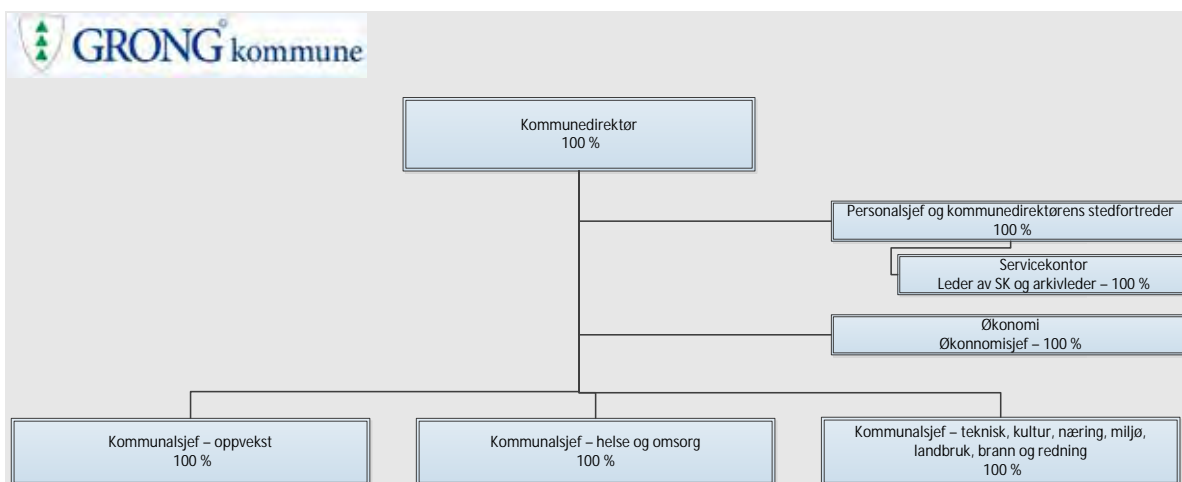 GRONG kommune
Kommunedirektør
100 %
Personalsjef og kommunedirektørens stedfortreder
100 %
Servicekontor
Leder av SK og arkivleder – 100 %
Økonomi
Økonnomisjef – 100 %
Kommunalsjef – oppvekst
100 %
Kommunalsjef – helse og omsorg
100 %
Kommunalsjef – teknisk, kultur, næring, miljø,
landbruk, brann og redning
100 %